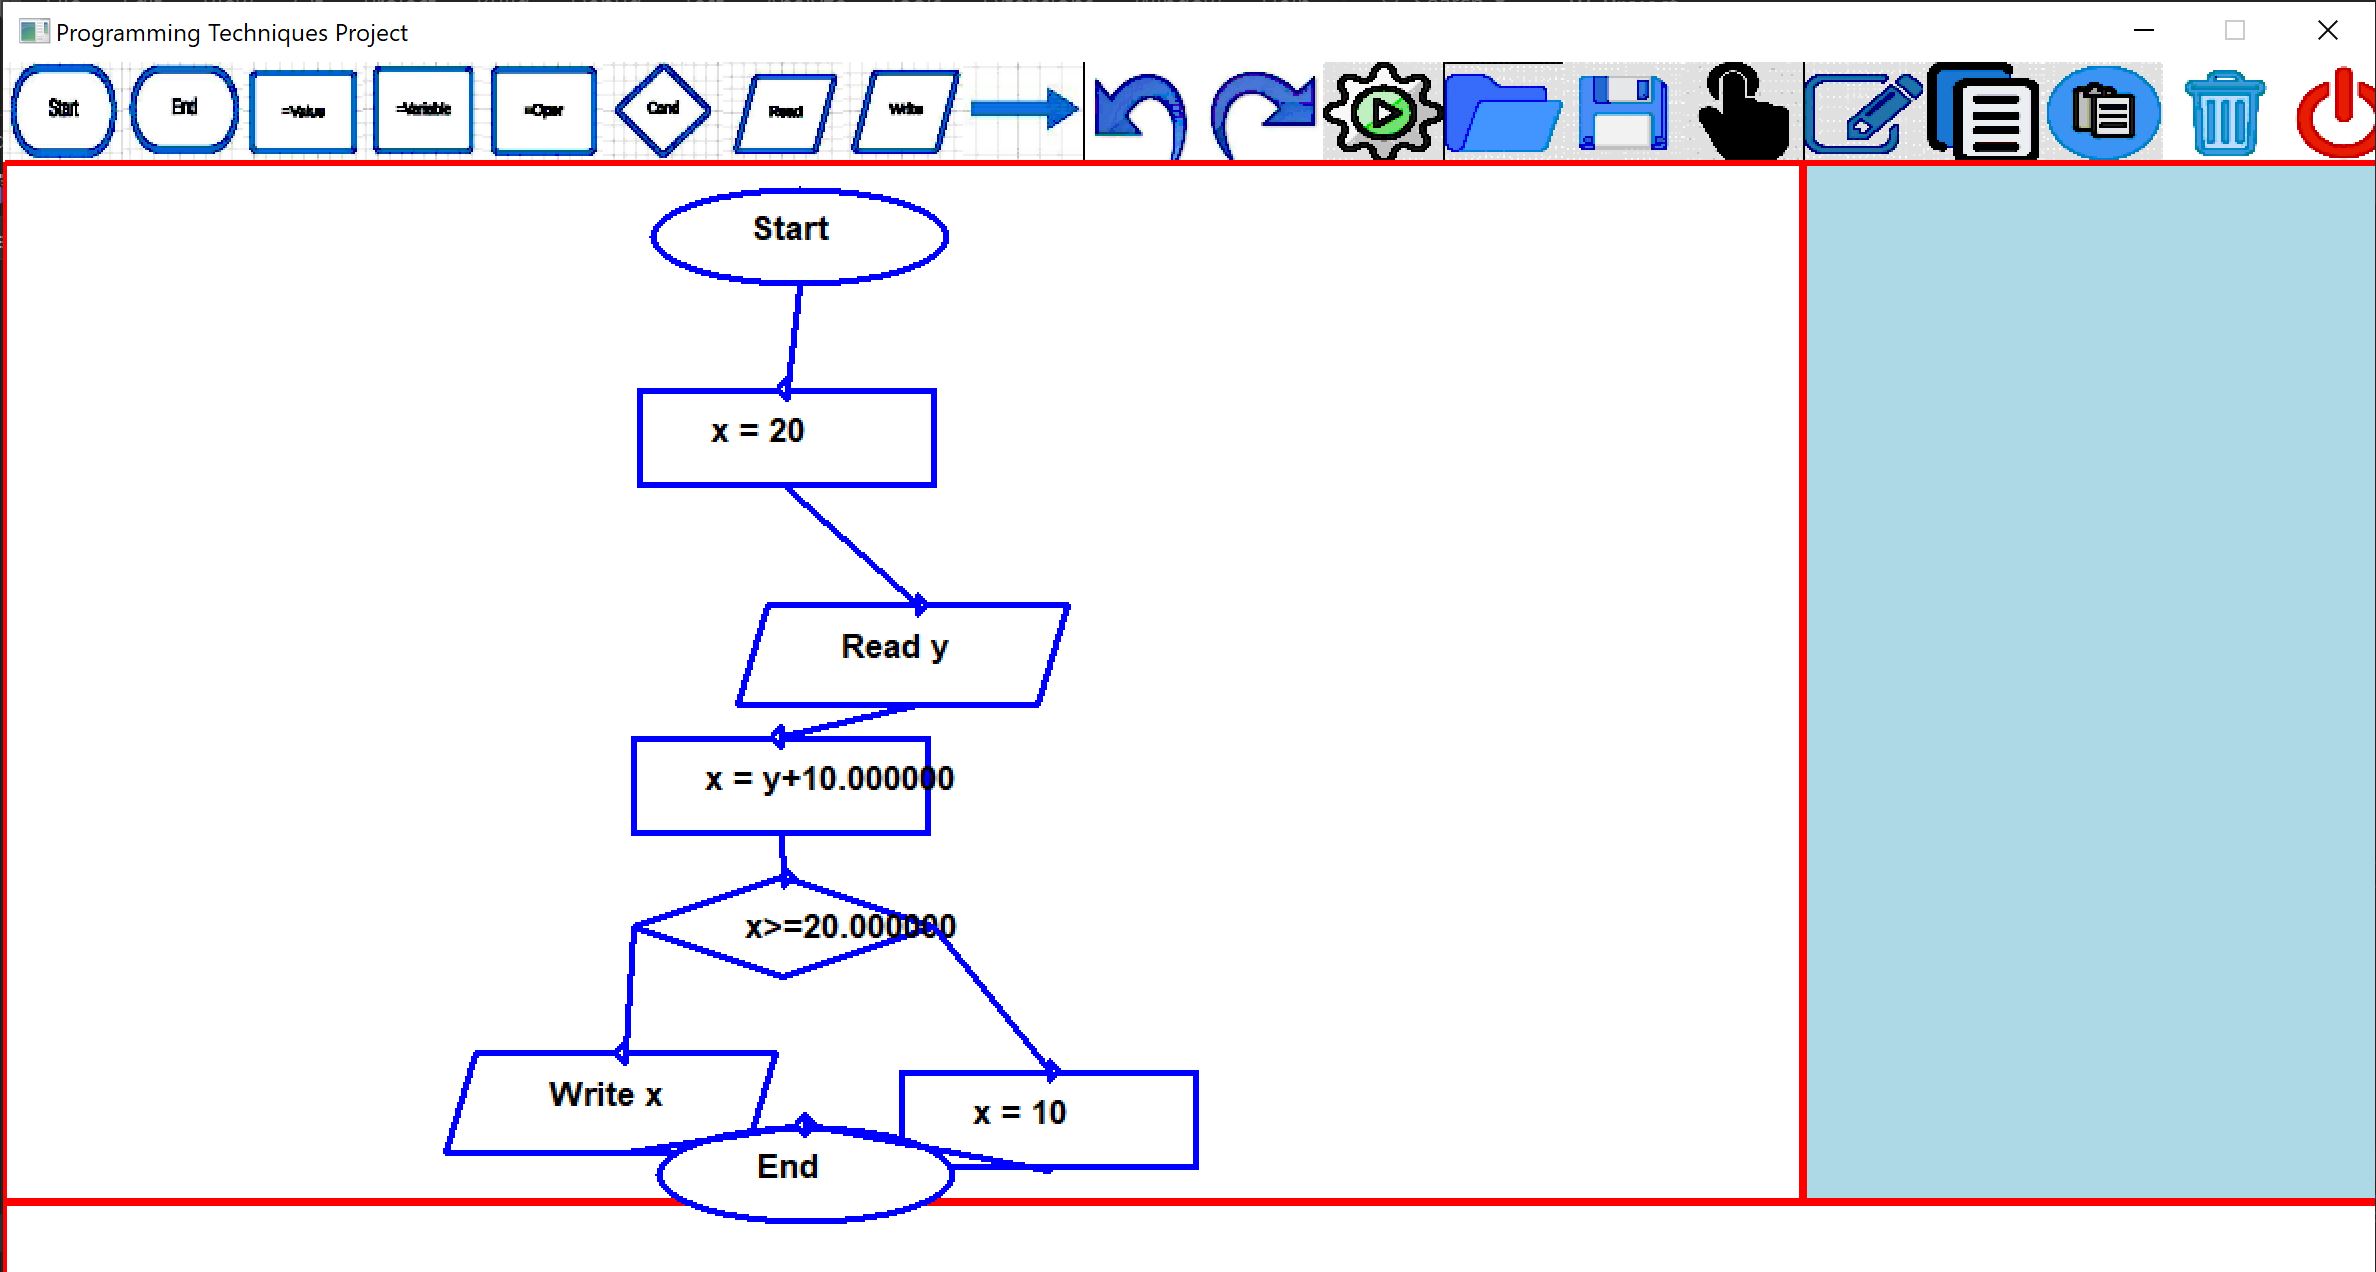 Programming Techniques Project
Start
End
=Value
=Variable
=Oper
Cond
Read
Write
Start
x = 20
Read y
x = y+10.000000
x>=20.000000
Write x
x = 10
End